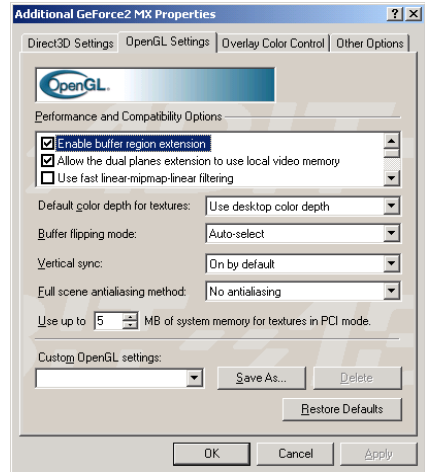 Additional GeForce2 MX Properties
Direct3D Settings OpenGL Settings Overlay Color Control Other Options
OpenGL.
Performance and Compatibility Options
Enable buffer region extension
Allow the dual planes extension to use local video memory
Use fast linear-mipmap-linear filtering
Default color depth for textures: Use desktop color depth
Buffer flipping mode: Auto-select
Vertical sync: On by default
Full scene antialiasing method: No antialiasing
Use up to 5 MB of system memory for textures in PCI mode.
Custom OpenGL settings:
Save As... Delete
Restore Defaults
OK Cancel Apply